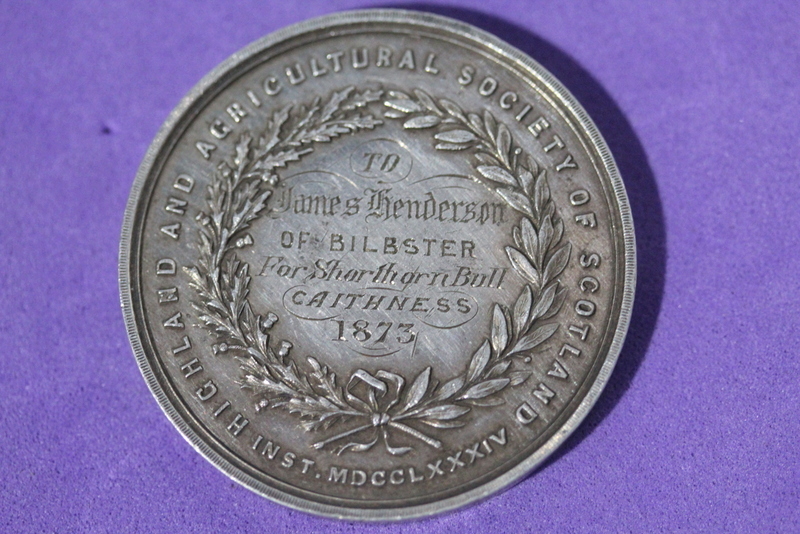 HIGHLAND AND AGRICULTURAL SOCIETY OF SCOTLAND
INST. MDCCLXXXIV
TO
James Henderson
OF BILBSTER
For Shorthorn Bull
CAITHNESS
1873